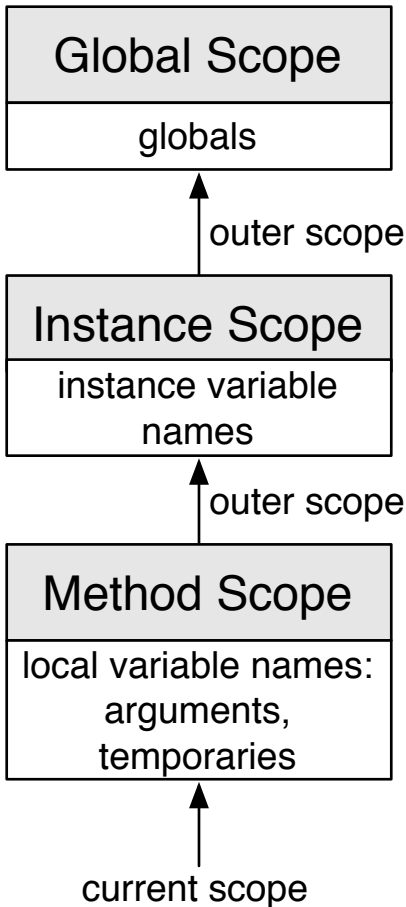 Global Scope
globals
outer scope
Instance Scope
instance variable
names
outer scope
Method Scope
local variable names:
arguments,
temporaries
current scope